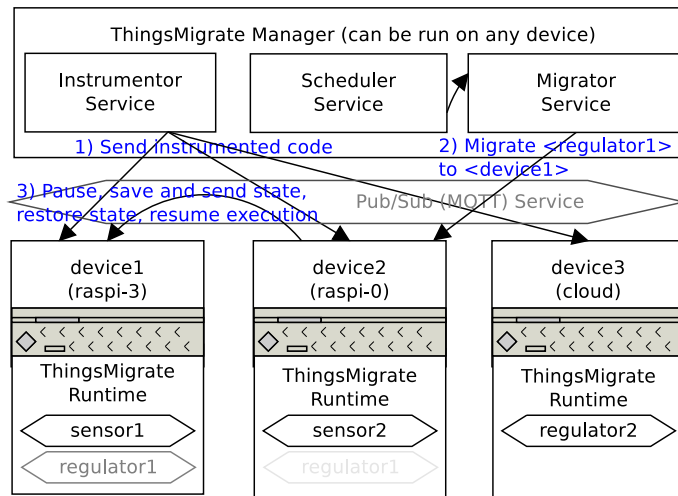 ThingsMigrate Manager (can be run on any device)
Instrumentor
Service
Scheduler
Service
Migrator
Service
1) Send instrumented code
2) Migrate <regulator1>
to <device1>
3) Pause, save and send state,
restore state, resume execution
Pub/Sub (MQTT) Service
device1
(raspi-3)
device2
(raspi-0)
device3
(cloud)
ThingsMigrate
Runtime
ThingsMigrate
Runtime
ThingsMigrate
Runtime
sensor1
sensor2
regulator2
regulator1
regulator1